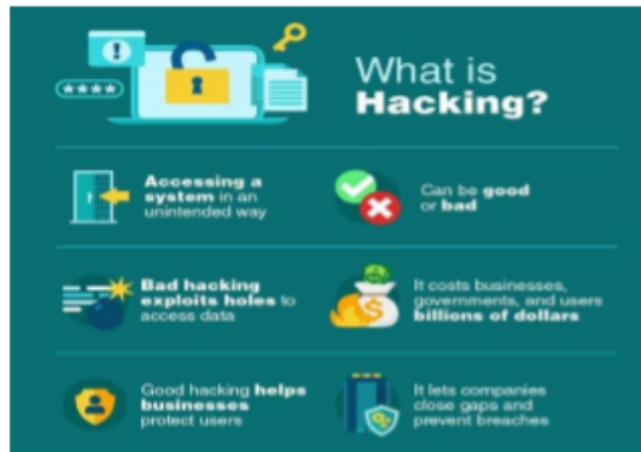 What is
Hacking?
****
Accessing a
system in an
unintended way
Can be good
or bad
Bad hacking
exploits holes to
access data
It costs businesses,
governments, and users
billions of dollars
Good hacking helps
businesses
protect users
It lets companies
close gaps and
prevent breaches